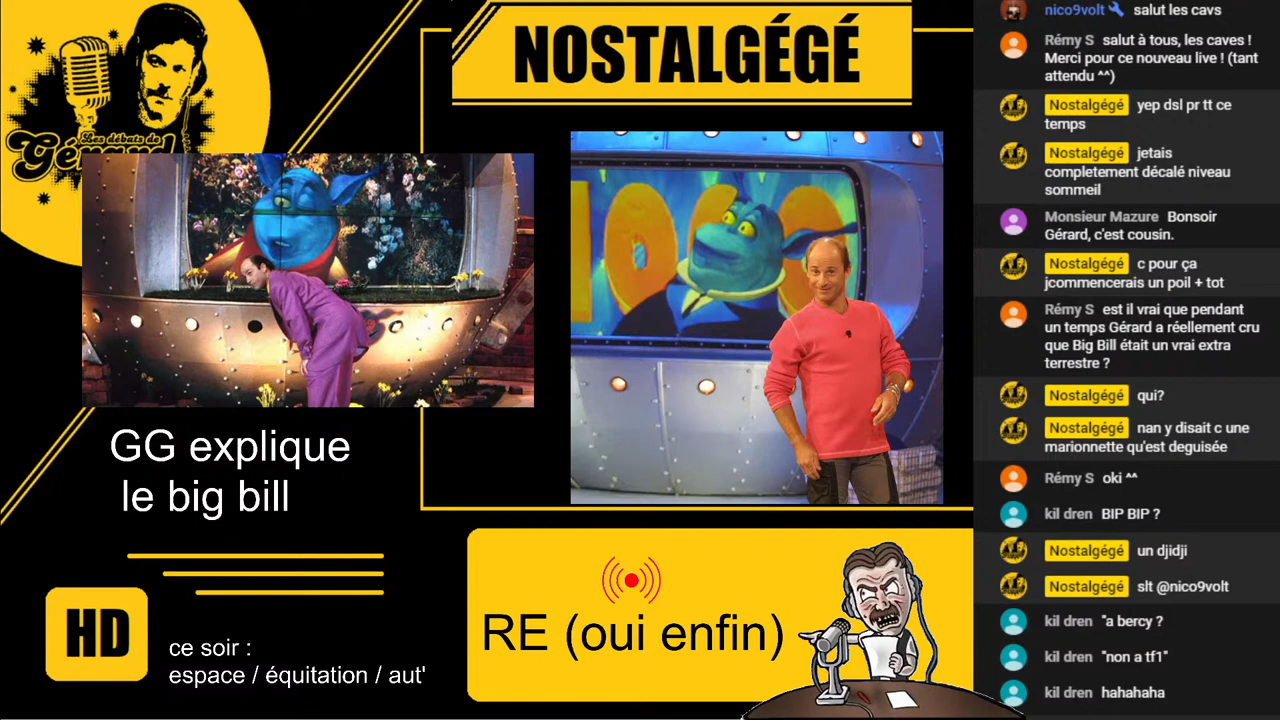 NOSTALGÉGÉ
Les débats de
Gérard
GG explique
le big bill
HD
ce soir :
espace / équitation / aut'
RE (oui enfin)
nico9volt salut les cavs
Rémy S salut à tous, les caves !
Merci pour ce nouveau live ! (tant
attendu ^^)
Nostalgégé yep dsl pr tt ce
temps
Nostalgégé jetais
completement décalé niveau
sommeil
Monsieur Mazure Bonsoir
Gérard, c'est cousin.
Nostalgégé c pour ça
jcommencerais un poil + tot
Rémy S est il vrai que pendant
un temps Gérard a réellement cru
que Big Bill était un vrai extra
terrestre ?
Nostalgégé qui?
Nostalgégé nan y disait c une
marionnette qu'est deguisée
Rémy S oki ^^
kil dren BIP BIP ?
Nostalgégé un djidji
Nostalgégé slt @nico9volt
kil dren "a bercy ?
kil dren "non a tf1"
kil dren hahahaha